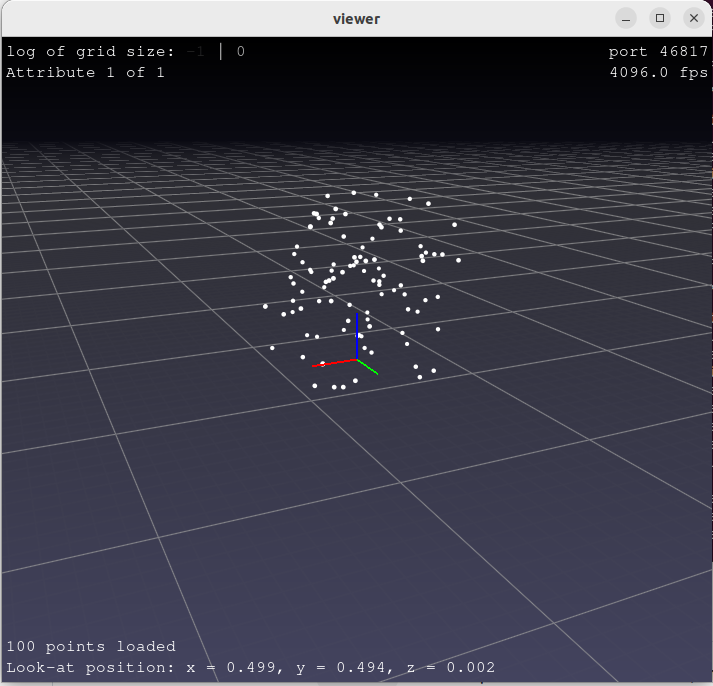 viewer
log of grid size: -1 | 0
port 46817
Attribute 1 of 1
4096.0 fps
100 points loaded
Look-at position: x = 0.499, y = 0.494, z = 0.002